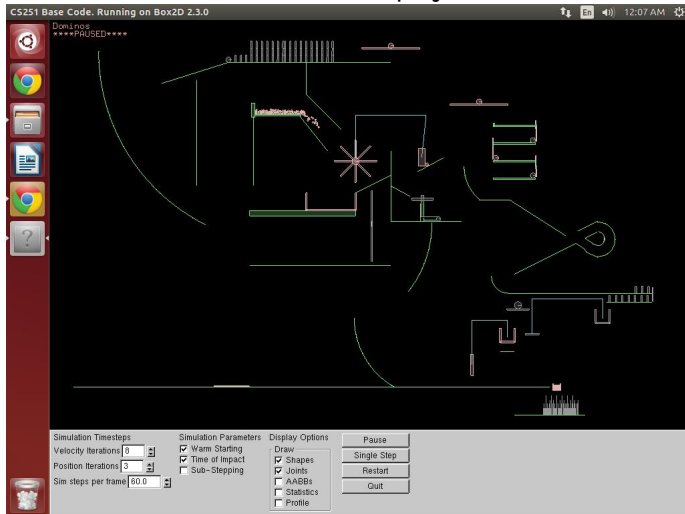 CS251 Base Code. Running on Box2D 2.3.0
En
12:07 AM
Dominos
****PAUSED****
Simulation Timesteps
Velocity Iterations 8
Position Iterations 3
Sim steps per frame 60.0
Simulation Parameters
Warm Starting
Time of Impact
Sub-Stepping
Display Options
Draw
Shapes
Joints
AABBs
Statistics
Profile
Pause
Single Step
Restart
Quit